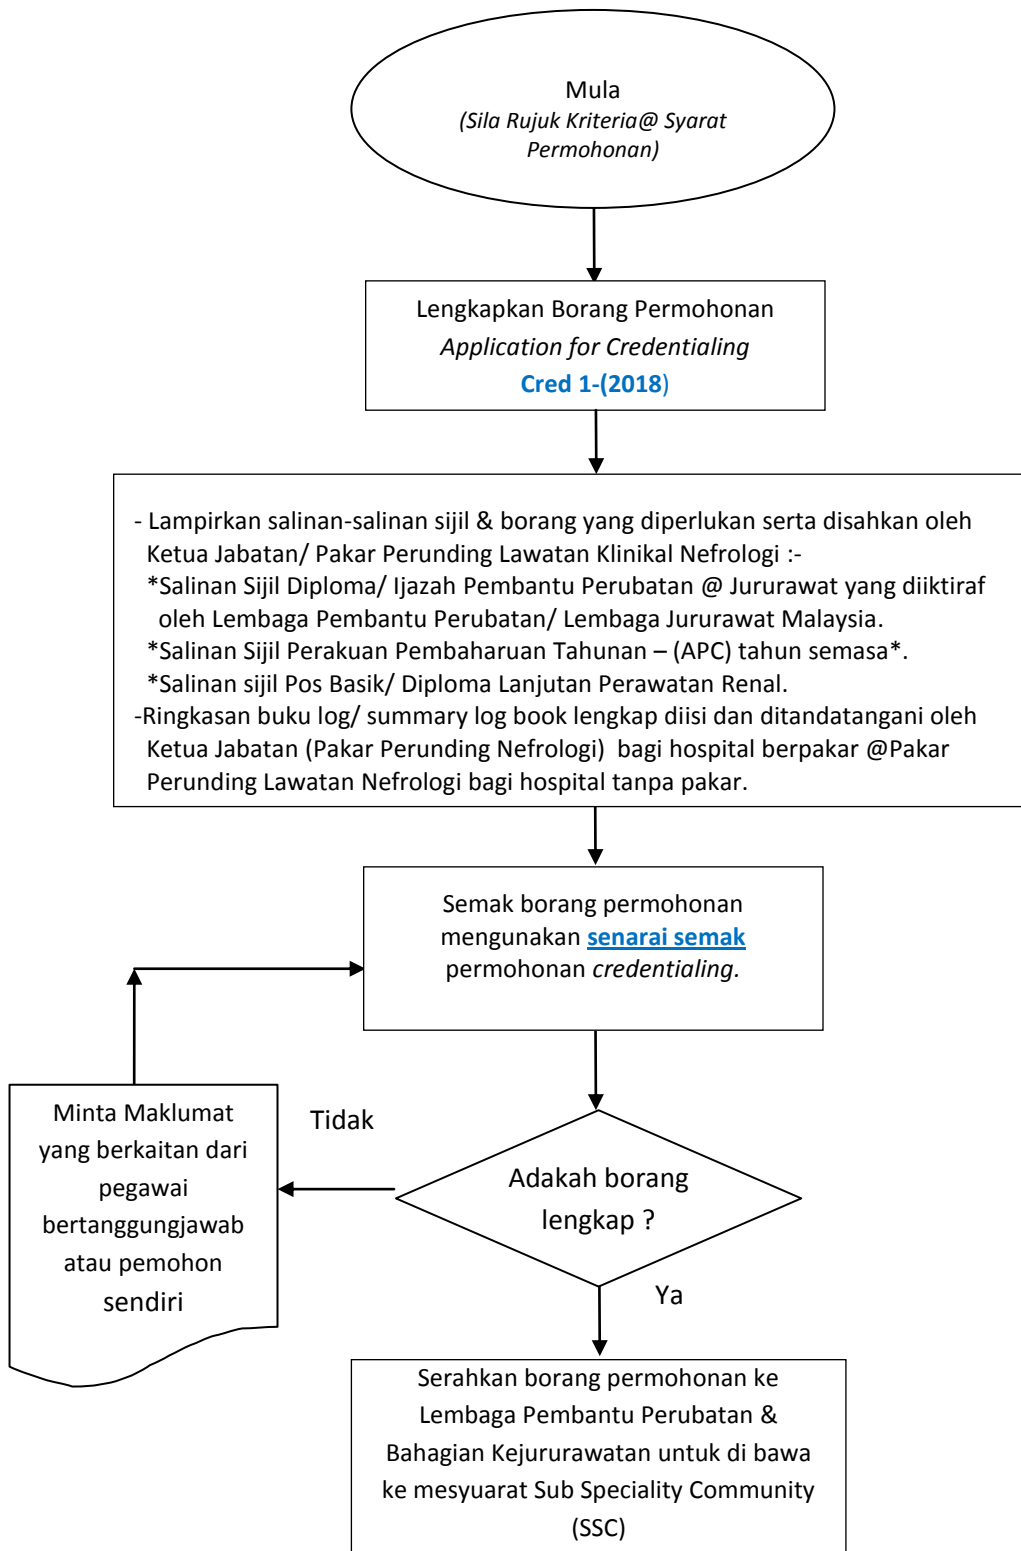 Mula
(Sila Rujuk Kriteria@ Syarat
Permohonan)
Lengkapkan Borang Permohonan
Application for Credentialing
Cred 1-(2018)
- Lampirkan salinan-salinan sijil & borang yang diperlukan serta disahkan oleh
Ketua Jabatan/ Pakar Perunding Lawatan Klinikal Nefrologi :-
*Salinan Sijil Diploma/ Ijazah Pembantu Perubatan @ Jururawat yang diiktiraf
oleh Lembaga Pembantu Perubatan/ Lembaga Jururawat Malaysia.
*Salinan Sijil Perakuan Pembaharuan Tahunan – (APC) tahun semasa*.
*Salinan sijil Pos Basik/ Diploma Lanjutan Perawatan Renal.
-Ringkasan buku log/ summary log book lengkap diisi dan ditandatangani oleh
Ketua Jabatan (Pakar Perunding Nefrologi) bagi hospital berpakar @Pakar
Perunding Lawatan Nefrologi bagi hospital tanpa pakar.
Semak borang permohonan
mengunakan senarai semak
permohonan credentialing.
Minta Maklumat
yang berkaitan dari
pegawai
bertanggungjawab
atau pemohon
sendiri
Tidak
Adakah borang
lengkap ?
Ya
Serahkan borang permohonan ke
Lembaga Pembantu Perubatan &
Bahagian Kejururawatan untuk di bawa
ke mesyuarat Sub Speciality Community
(SSC)